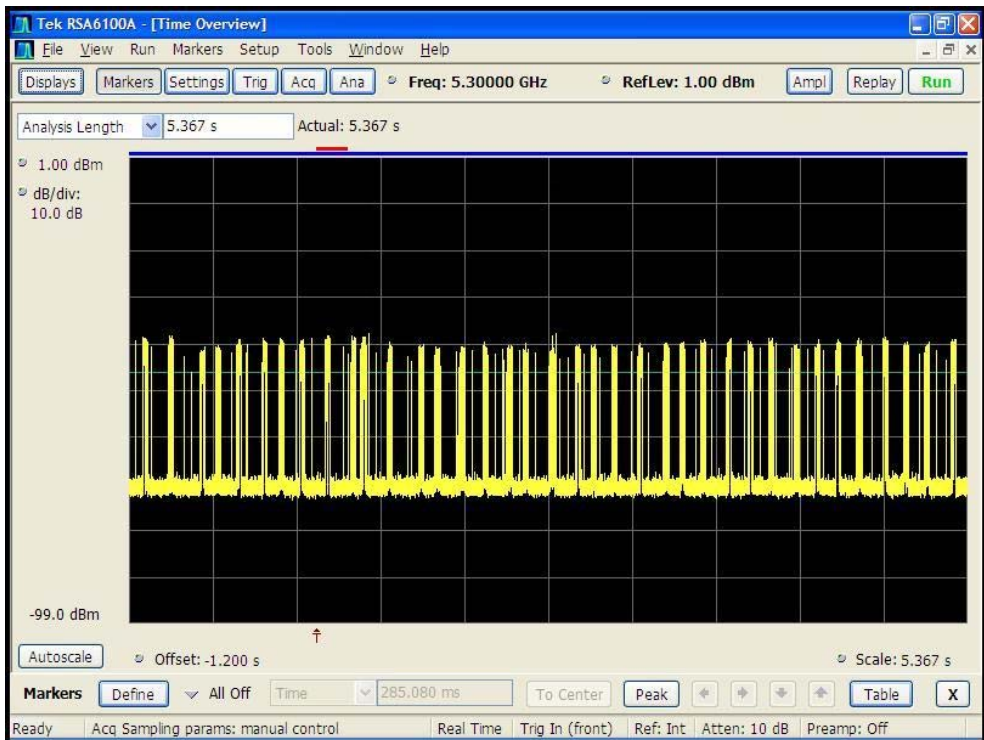 Tek RSA6100A - [Time Overview]
File View Run Markers Setup Tools Window Help
Displays Markers Settings Trig Acq Ana Freq: 5.30000 GHz RefLev: 1.00 dBm Ampl Replay Run
Analysis Length 5.367 s Actual: 5.367 s
1.00 dBm
dB/div:
10.0 dB
-99.0 dBm
Autoscale Offset: -1.200 s Scale: 5.367 s
Markers Define All Off Time 285.080 ms To Center Peak Table X
Ready Acq Sampling params: manual control Real Time Trig In (front) Ref: Int Atten: 10 dB Preamp: Off